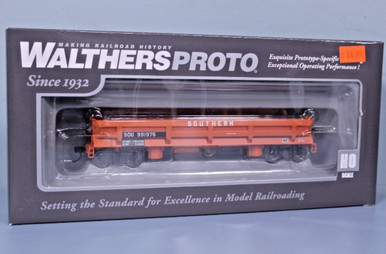 MAKING RAILROAD HISTORY
WALTHERSPROTO
Since 1932
Exquisite Prototype-Specific
Exceptional Operating Performance!
SOUTHERN
SOU 991976
HO
SCALE
Setting the Standard for Excellence in Model Railroading